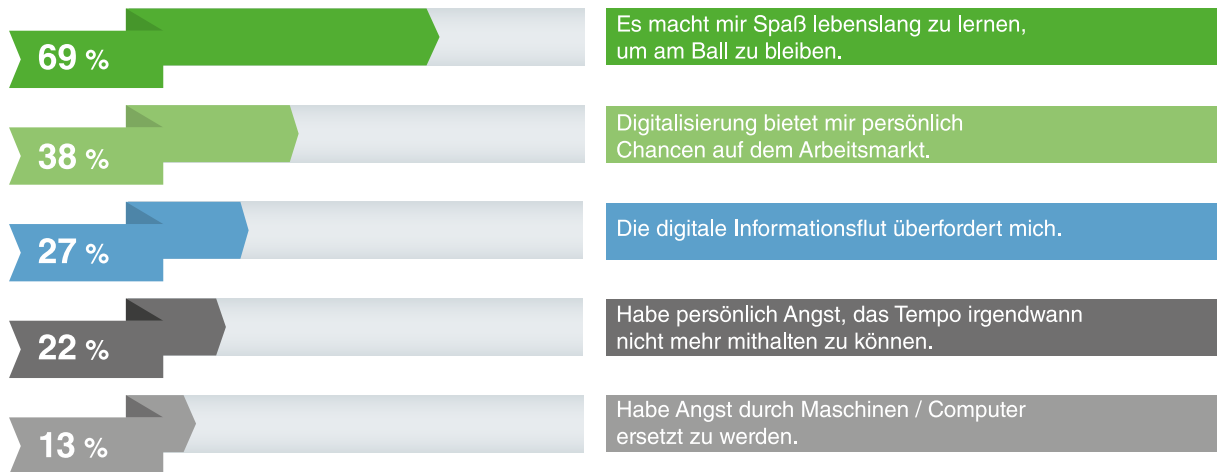 69 %
Es macht mir Spaß lebenslang zu lernen,
um am Ball zu bleiben.
38 %
Digitalisierung bietet mir persönlich
Chancen auf dem Arbeitsmarkt.
27 %
Die digitale Informationsflut überfordert mich.
22 %
Habe persönlich Angst, das Tempo irgendwann
nicht mehr mithalten zu können.
13 %
Habe Angst durch Maschinen / Computer
ersetzt zu werden.